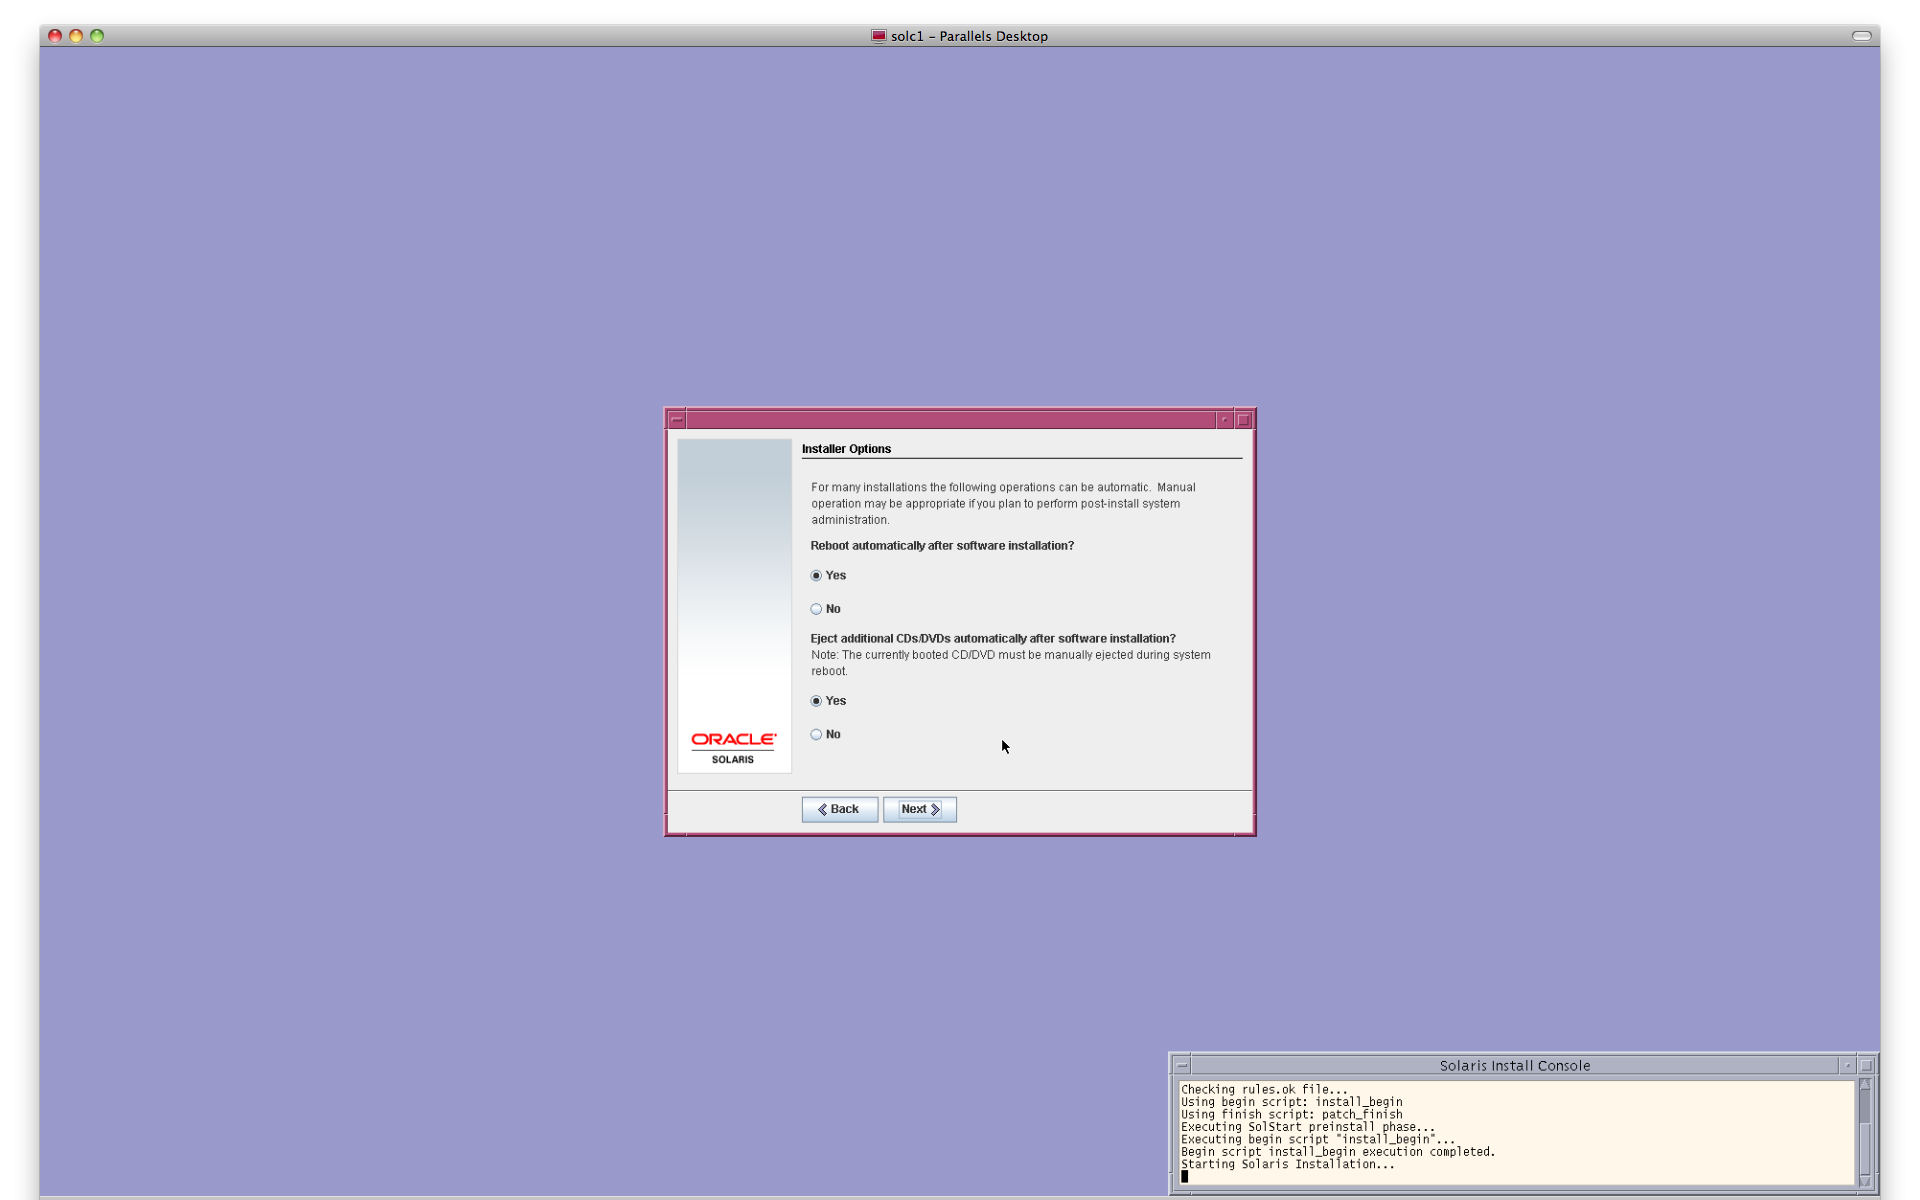 solc1 – Parallels Desktop
Installer Options
For many installations the following operations can be automatic.  Manual
operation may be appropriate if you plan to perform post-install system
administration.
Reboot automatically after software installation?
Yes
No
Eject additional CDs/DVDs automatically after software installation?
Note: The currently booted CD/DVD must be manually ejected during system
reboot.
Yes
No
ORACLE
SOLARIS
Back
Next
Solaris Install Console
Checking rules.ok file...
Using begin script: install_begin
Using finish script: patch_finish
Executing SolStart preinstall phase...
Executing begin script "install_begin"...
Begin script install_begin execution completed.
Starting Solaris Installation...